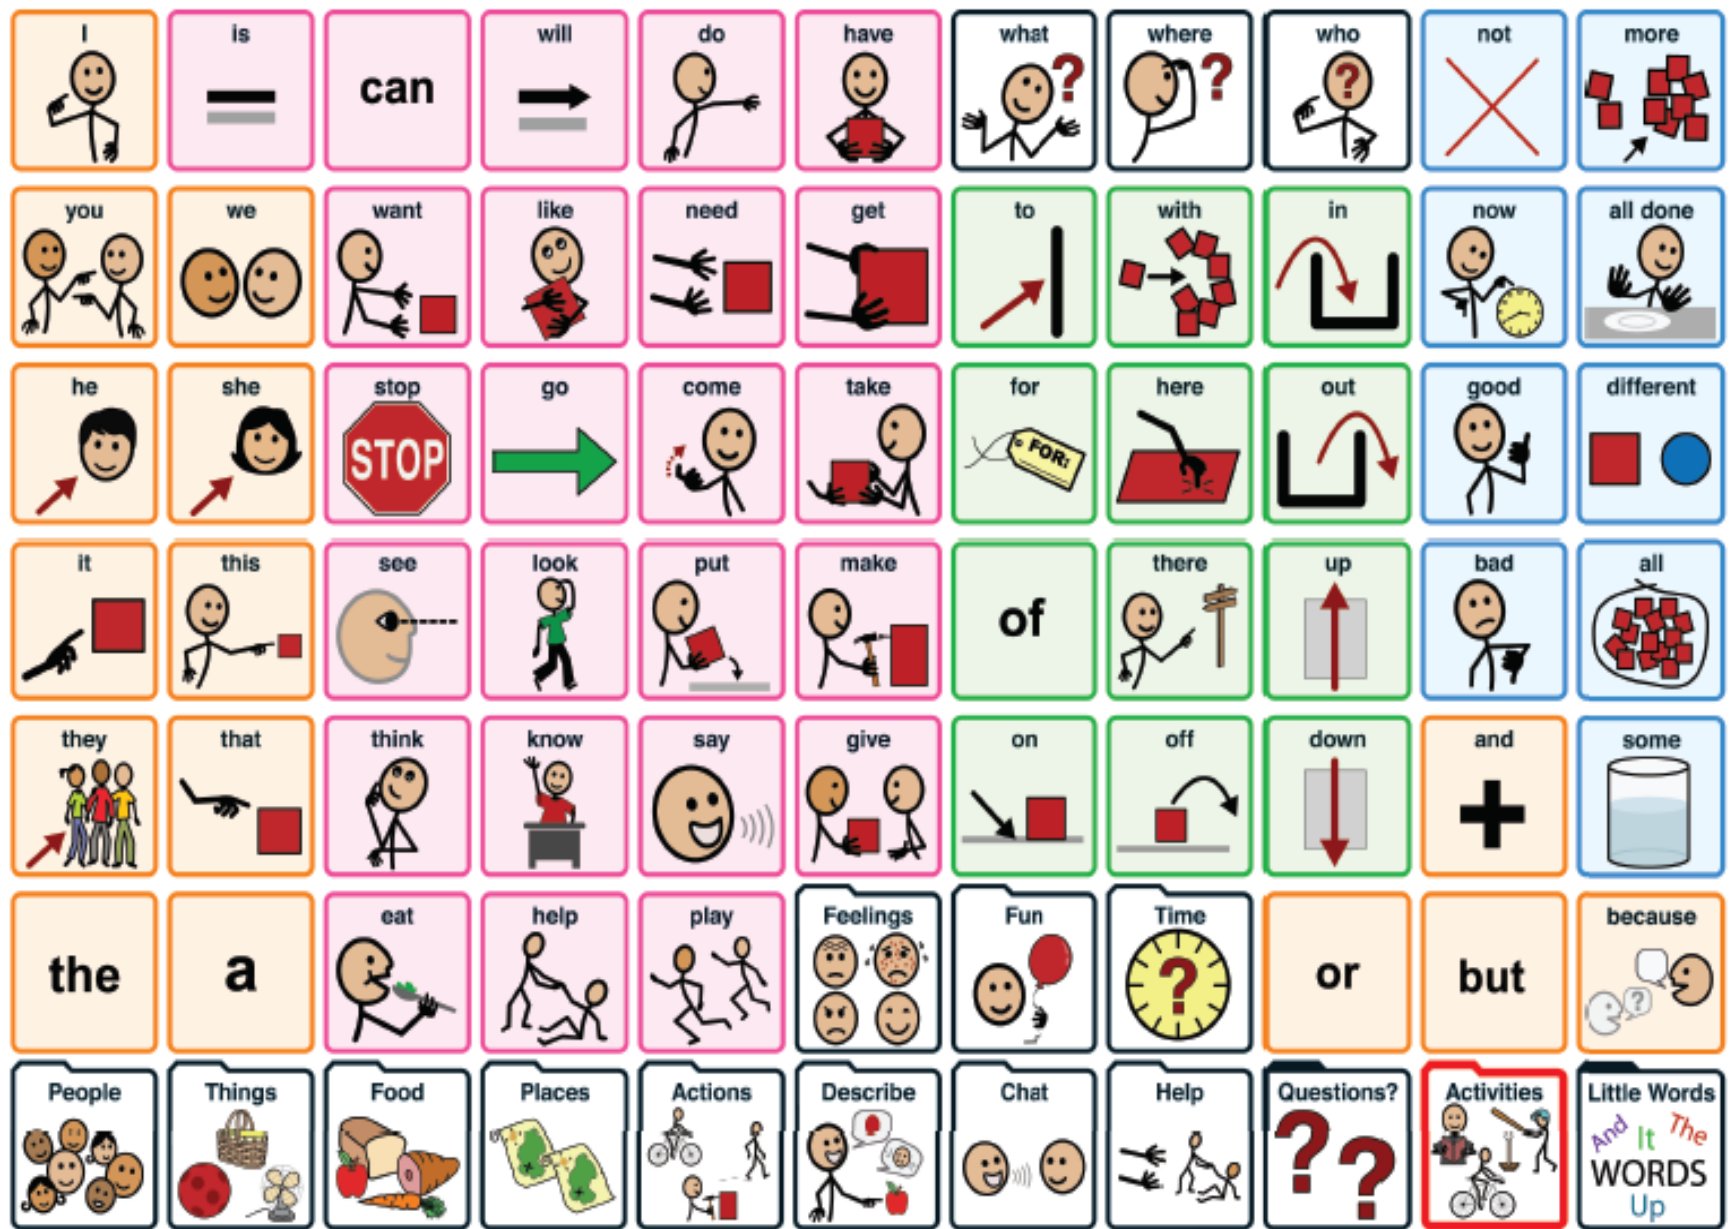 I is can will do have what where who not more
? ? ?
you we want like need get to with in now all done
he she stop go come take for here out good different
STOP FOR:
it this see look put make of there up bad all
they that think know say give on off down and some
the a eat help play Feelings Fun Time or but because
? ?
People Things Food Places Actions Describe Chat Help Questions? Activities Little Words
? ? And It The
WORDS
Up